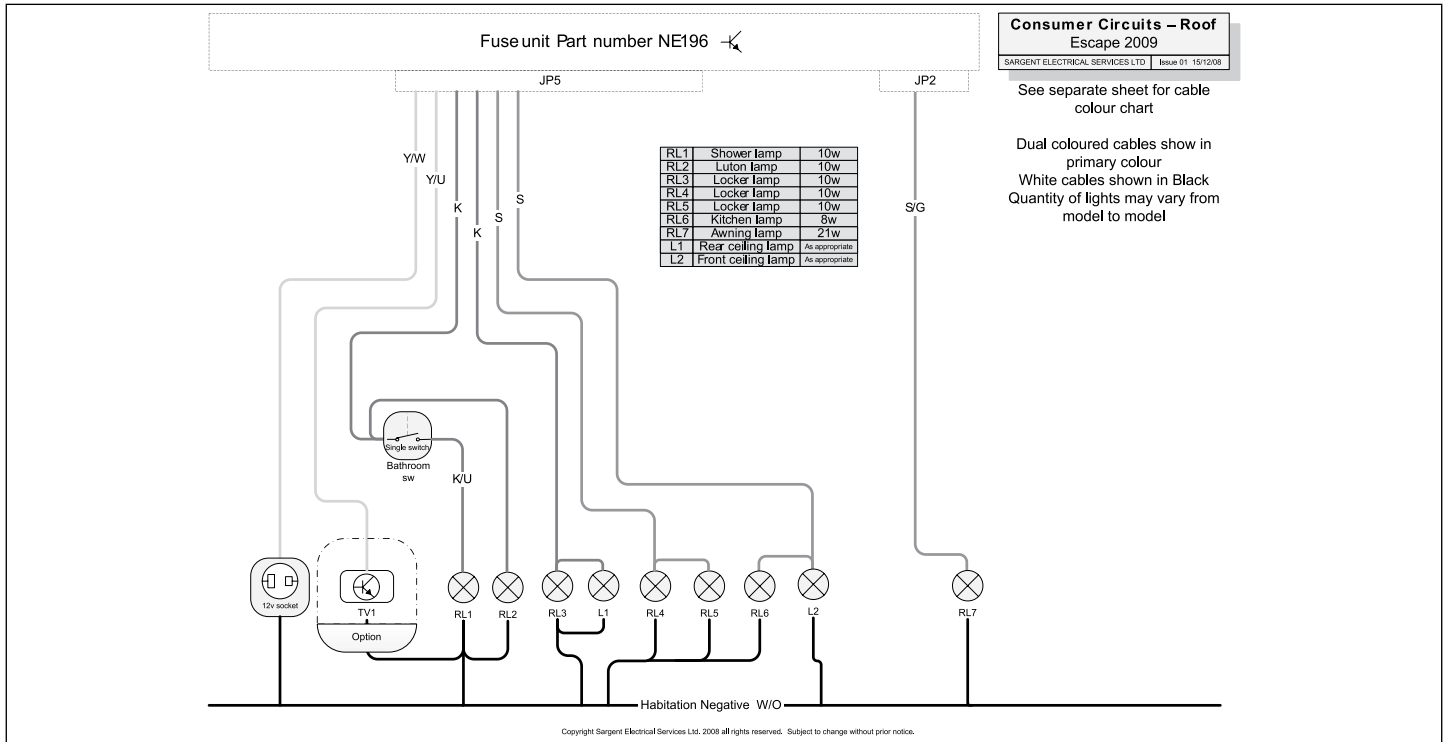 Fuse unit Part number NE196
JP5
JP2
Consumer Circuits – Roof
Escape 2009
SARGENT ELECTRICAL SERVICES LTD Issue 01 15/12/08
See separate sheet for cable
colour chart
Dual coloured cables show in
primary colour
White cables shown in Black
Quantity of lights may vary from
model to model
Y/W
Y/U
K
K
S
S
S/G
RL1 Shower lamp 10w
RL2 Luton lamp 10w
RL3 Locker lamp 10w
RL4 Locker lamp 10w
RL5 Locker lamp 10w
RL6 Kitchen lamp 8w
RL7 Awning lamp 21w
L1 Rear ceiling lamp As appropriate
L2 Front ceiling lamp As appropriate
Single switch
Bathroom
sw
K/U
12v socket
TV1
Option
RL1
RL2
RL3
L1
RL4
RL5
RL6
L2
RL7
Habitation Negative W/O
Copyright Sargent Electrical Services Ltd. 2008 all rights reserved. Subject to change without prior notice.